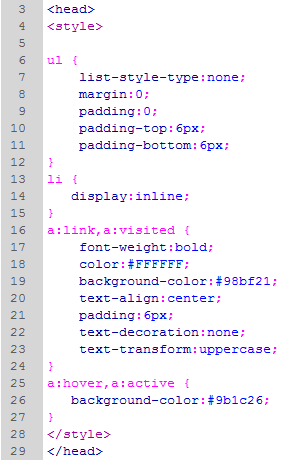 3 <head>
4 <style>
5
6 ul {
7 list-style-type:none;
8 margin:0;
9 padding:0;
10 padding-top:6px;
11 padding-bottom:6px;
12 }
13 li {
14 display:inline;
15 }
16 a:link,a:visited {
17 font-weight:bold;
18 color:#FFFFFF;
19 background-color:#98bf21;
20 text-align:center;
21 padding:6px;
22 text-decoration:none;
23 text-transform:uppercase;
24 }
25 a:hover,a:active {
26 background-color:#9b1c26;
27 }
28 </style>
29 </head>